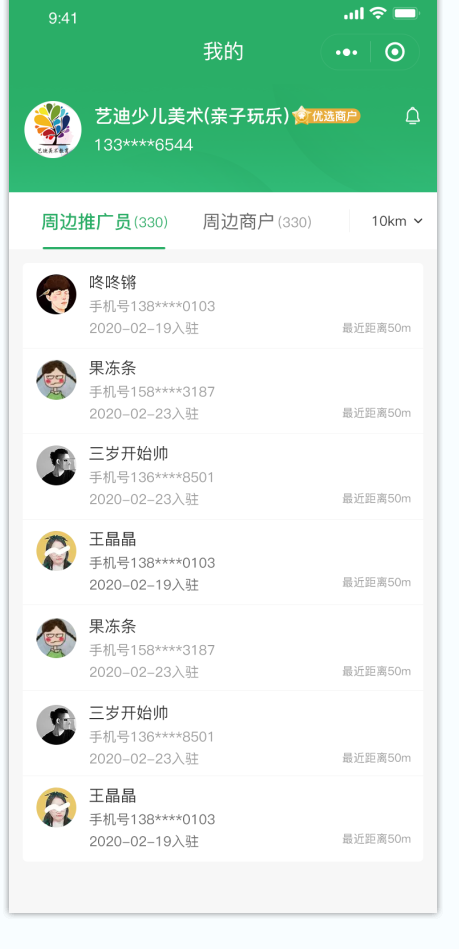 9:41
我的
艺迪少儿美术(亲子玩乐)
优选商户
133****6544
艺迪美术教育
周边推广员(330)
周边商户(330)
10km
咚咚锵
手机号138****0103
2020-02-19入驻
最近距离50m
果冻条
手机号158****3187
2020-02-23入驻
最近距离50m
三岁开始帅
手机号136****8501
2020-02-23入驻
最近距离50m
王晶晶
手机号138****0103
2020-02-19入驻
最近距离50m
果冻条
手机号158****3187
2020-02-23入驻
最近距离50m
三岁开始帅
手机号136****8501
2020-02-23入驻
最近距离50m
王晶晶
手机号138****0103
2020-02-19入驻
最近距离50m